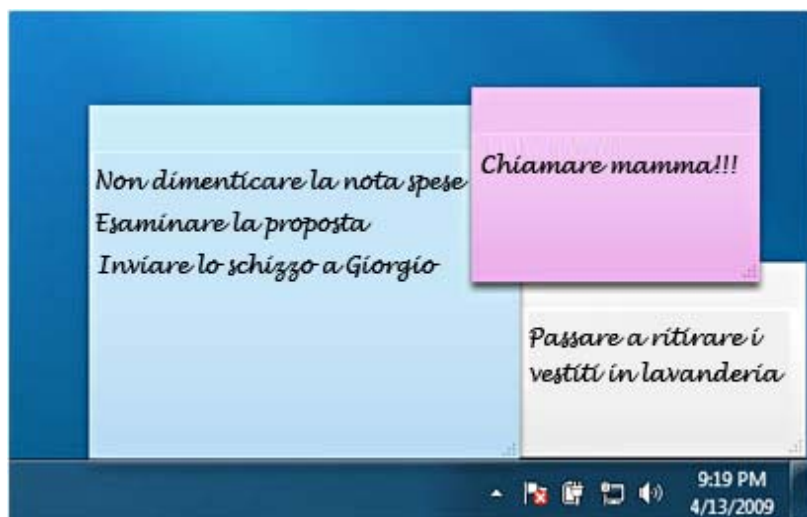 Non dimenticare la nota spese
Esaminare la proposta
Inviare lo schizzo a Giorgio
Chiamare mamma!!!
Passare a ritirare i
vestiti in lavanderia
9:19 PM
4/13/2009